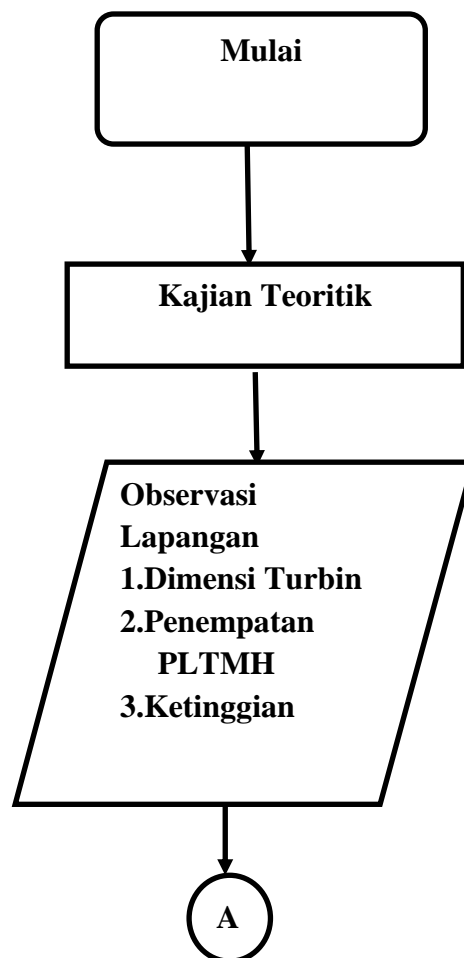 Mulai
Kajian Teoritik
Observasi
Lapangan
1.Dimensi Turbin
2.Penempatan
PLTMH
3.Ketinggian
A